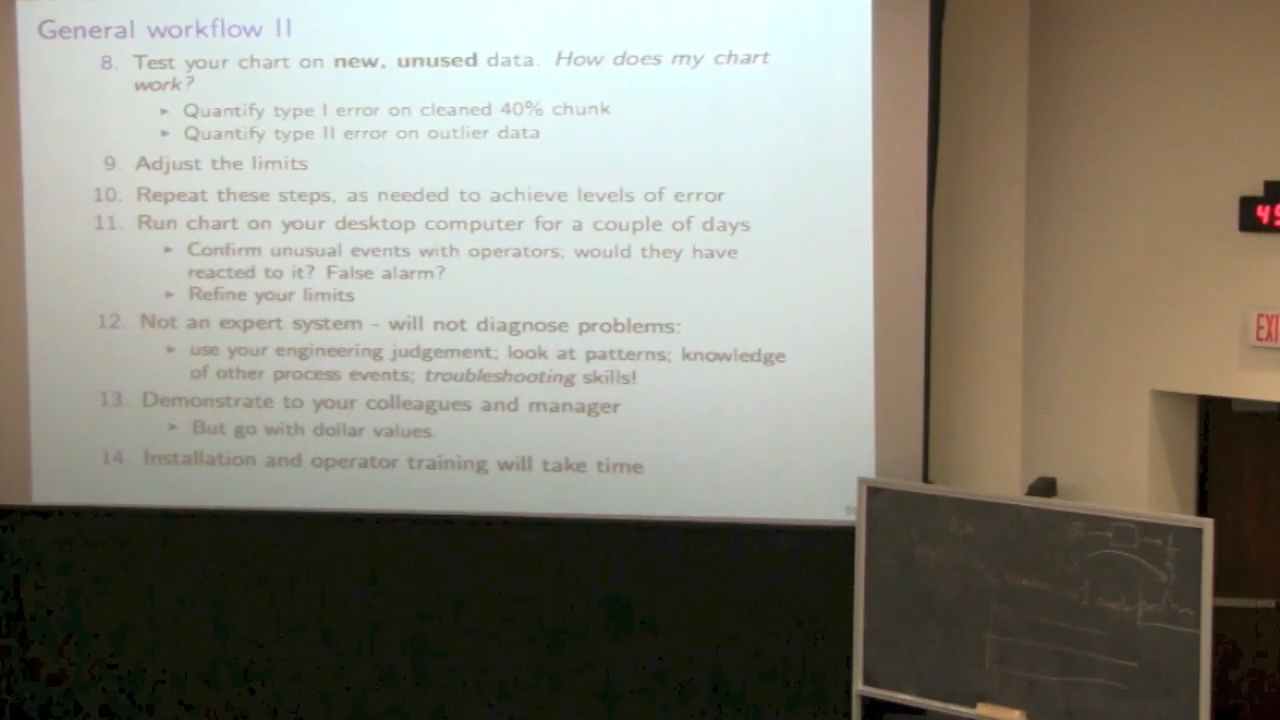 General workflow II
8. Test your chart on new, unused data. How does my chart
work?
► Quantify type I error on cleaned 40% chunk
► Quantify type II error on outlier data
9. Adjust the limits
10. Repeat these steps, as needed to achieve levels of error
11. Run chart on your desktop computer for a couple of days
► Confirm unusual events with operators; would they have
reacted to it? False alarm?
► Refine your limits
12. Not an expert system - will not diagnose problems:
► use your engineering judgement; look at patterns; knowledge
of other process events; troubleshooting skills!
13. Demonstrate to your colleagues and manager
► But go with dollar values.
14. Installation and operator training will take time
EXI